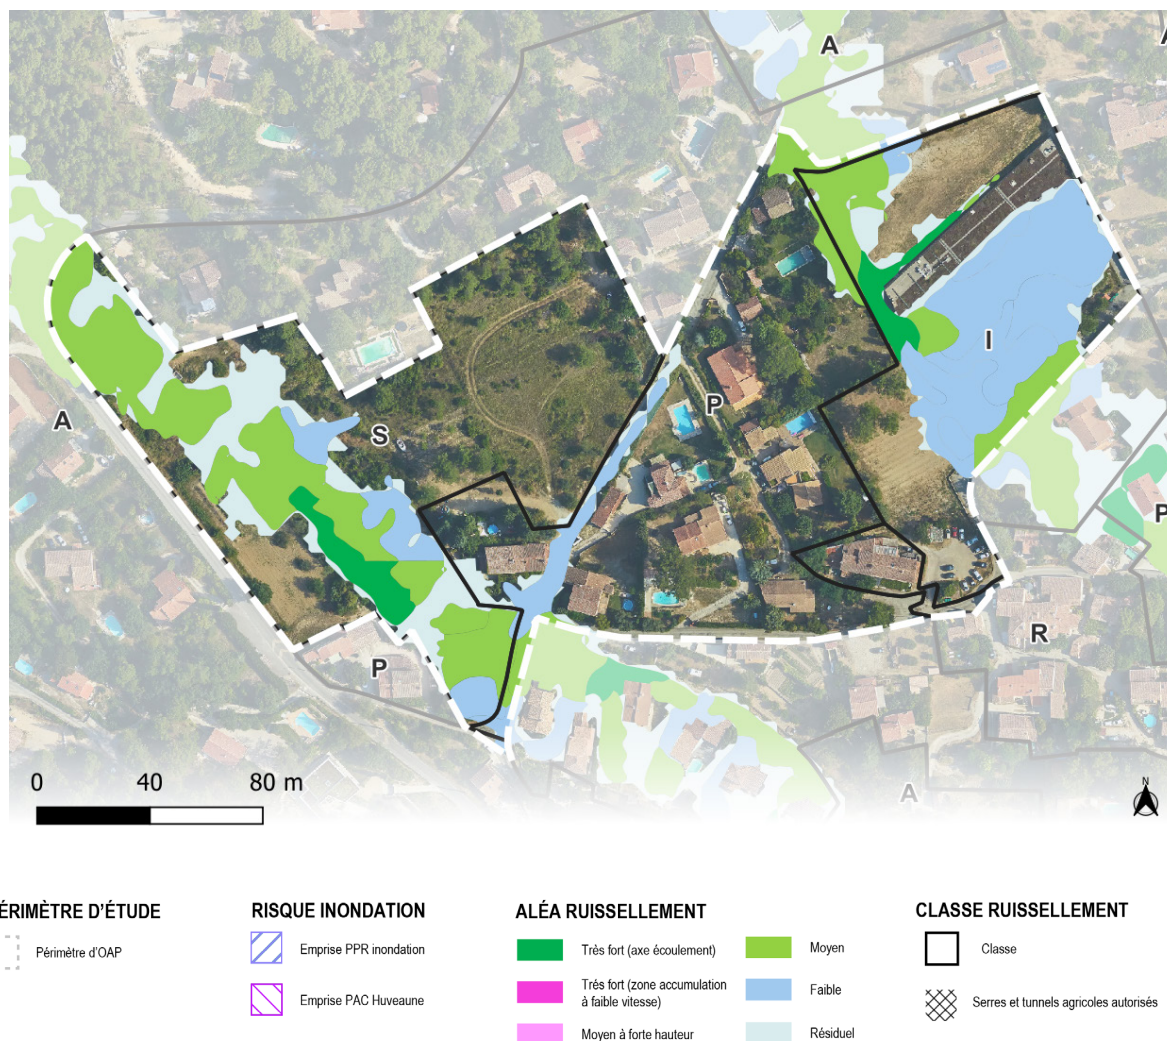 A
A
I
P
A
S
P
P
R
A
0 40 80 m
N
ÉRIMÈTRE D'ÉTUDE
Périmètre d'OAP
RISQUE INONDATION
Emprise PPR inondation
Emprise PAC Huveaune
ALÉA RUISSELLEMENT
Très fort (axe écoulement)
Trés fort (zone accumulation
à faible vitesse)
Moyen à forte hauteur
Moyen
Faible
Résiduel
CLASSE RUISSELLEMENT
Classe
Serres et tunnels agricoles autorisés